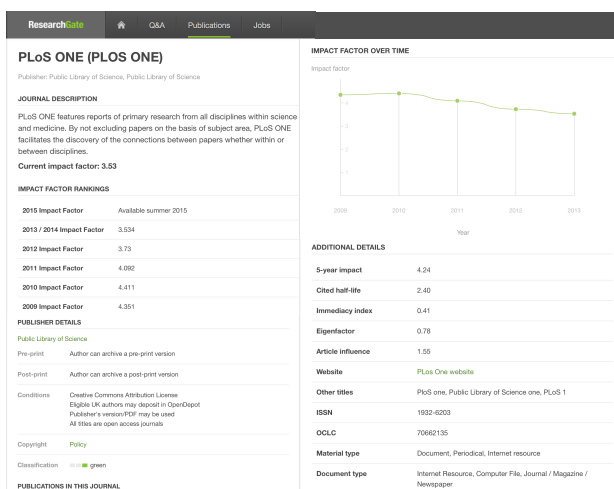 ResearchGate
Q&A
Publications
Jobs
PLoS ONE (PLOS ONE)
Publisher: Public Library of Science, Public Library of Science
JOURNAL DESCRIPTION
PLoS ONE features reports of primary research from all disciplines within science
and medicine. By not excluding papers on the basis of subject area, PLoS ONE
facilitates the discovery of the connections between papers whether within or
between disciplines.
Current impact factor: 3.53
IMPACT FACTOR RANKINGS
2015 Impact Factor Available summer 2015
2013 / 2014 Impact Factor 3.534
2012 Impact Factor 3.73
2011 Impact Factor 4.092
2010 Impact Factor 4.411
2009 Impact Factor 4.351
PUBLISHER DETAILS
Public Library of Science
Pre-print Author can archive a pre-print version
Post-print Author can archive a post-print version
Conditions Creative Commons Attribution License
Eligible UK authors may deposit in OpenDepot
Publisher's version/PDF may be used
All titles are open access journals
Copyright Policy
Classification green
PUBLICATIONS IN THIS JOURNAL
IMPACT FACTOR OVER TIME
Impact factor
4
3
2
1
2009 2010 2011 2012 2013
Year
ADDITIONAL DETAILS
5-year impact 4.24
Cited half-life 2.40
Immediacy index 0.41
Eigenfactor 0.78
Article influence 1.55
Website PLos One website
Other titles PloS one, Public Library of Science one, PLoS 1
ISSN 1932-6203
OCLC 70662135
Material type Document, Periodical, Internet resource
Document type Internet Resource, Computer File, Journal / Magazine /
Newspaper